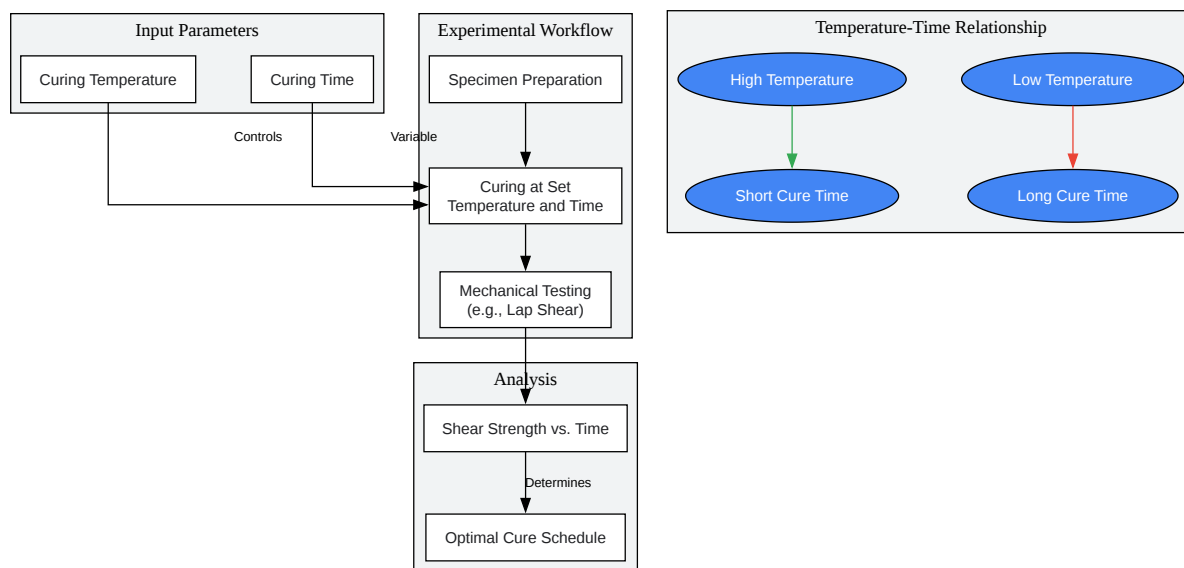 Input Parameters
Curing Temperature
Curing Time
Controls
Variable
Experimental Workflow
Specimen Preparation
Curing at Set
Temperature and Time
Mechanical Testing
(e.g., Lap Shear)
Analysis
Shear Strength vs. Time
Determines
Optimal Cure Schedule
Temperature-Time Relationship
High Temperature
Low Temperature
Short Cure Time
Long Cure Time